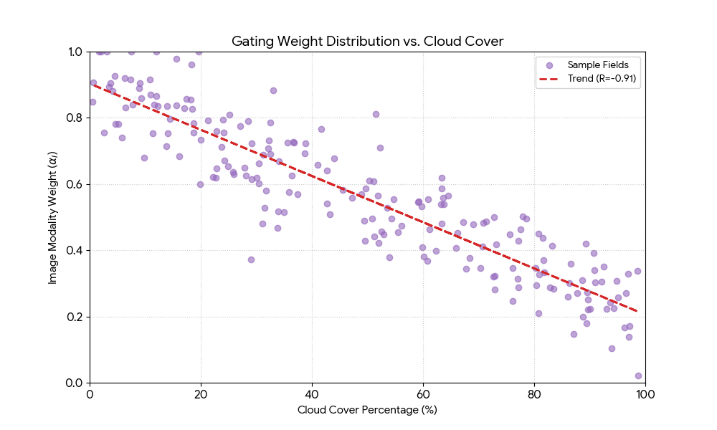 Gating Weight Distribution vs. Cloud Cover
Sample Fields
Trend (R=-0.91)
Image Modality Weight (αᵢ)
1.0
0.8
0.6
0.4
0.2
0.0
0 20 40 60 80 100
Cloud Cover Percentage (%)